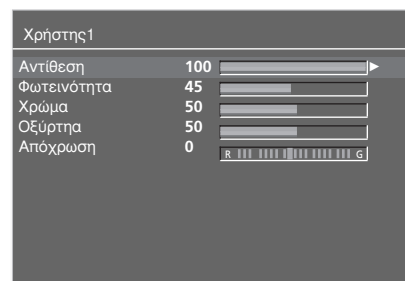 Χρήστης1
Αντίθεση 100
Φωτεινότητα 45
Χρώμα 50
Οξύρτηα 50
Απόχρωση 0
R G